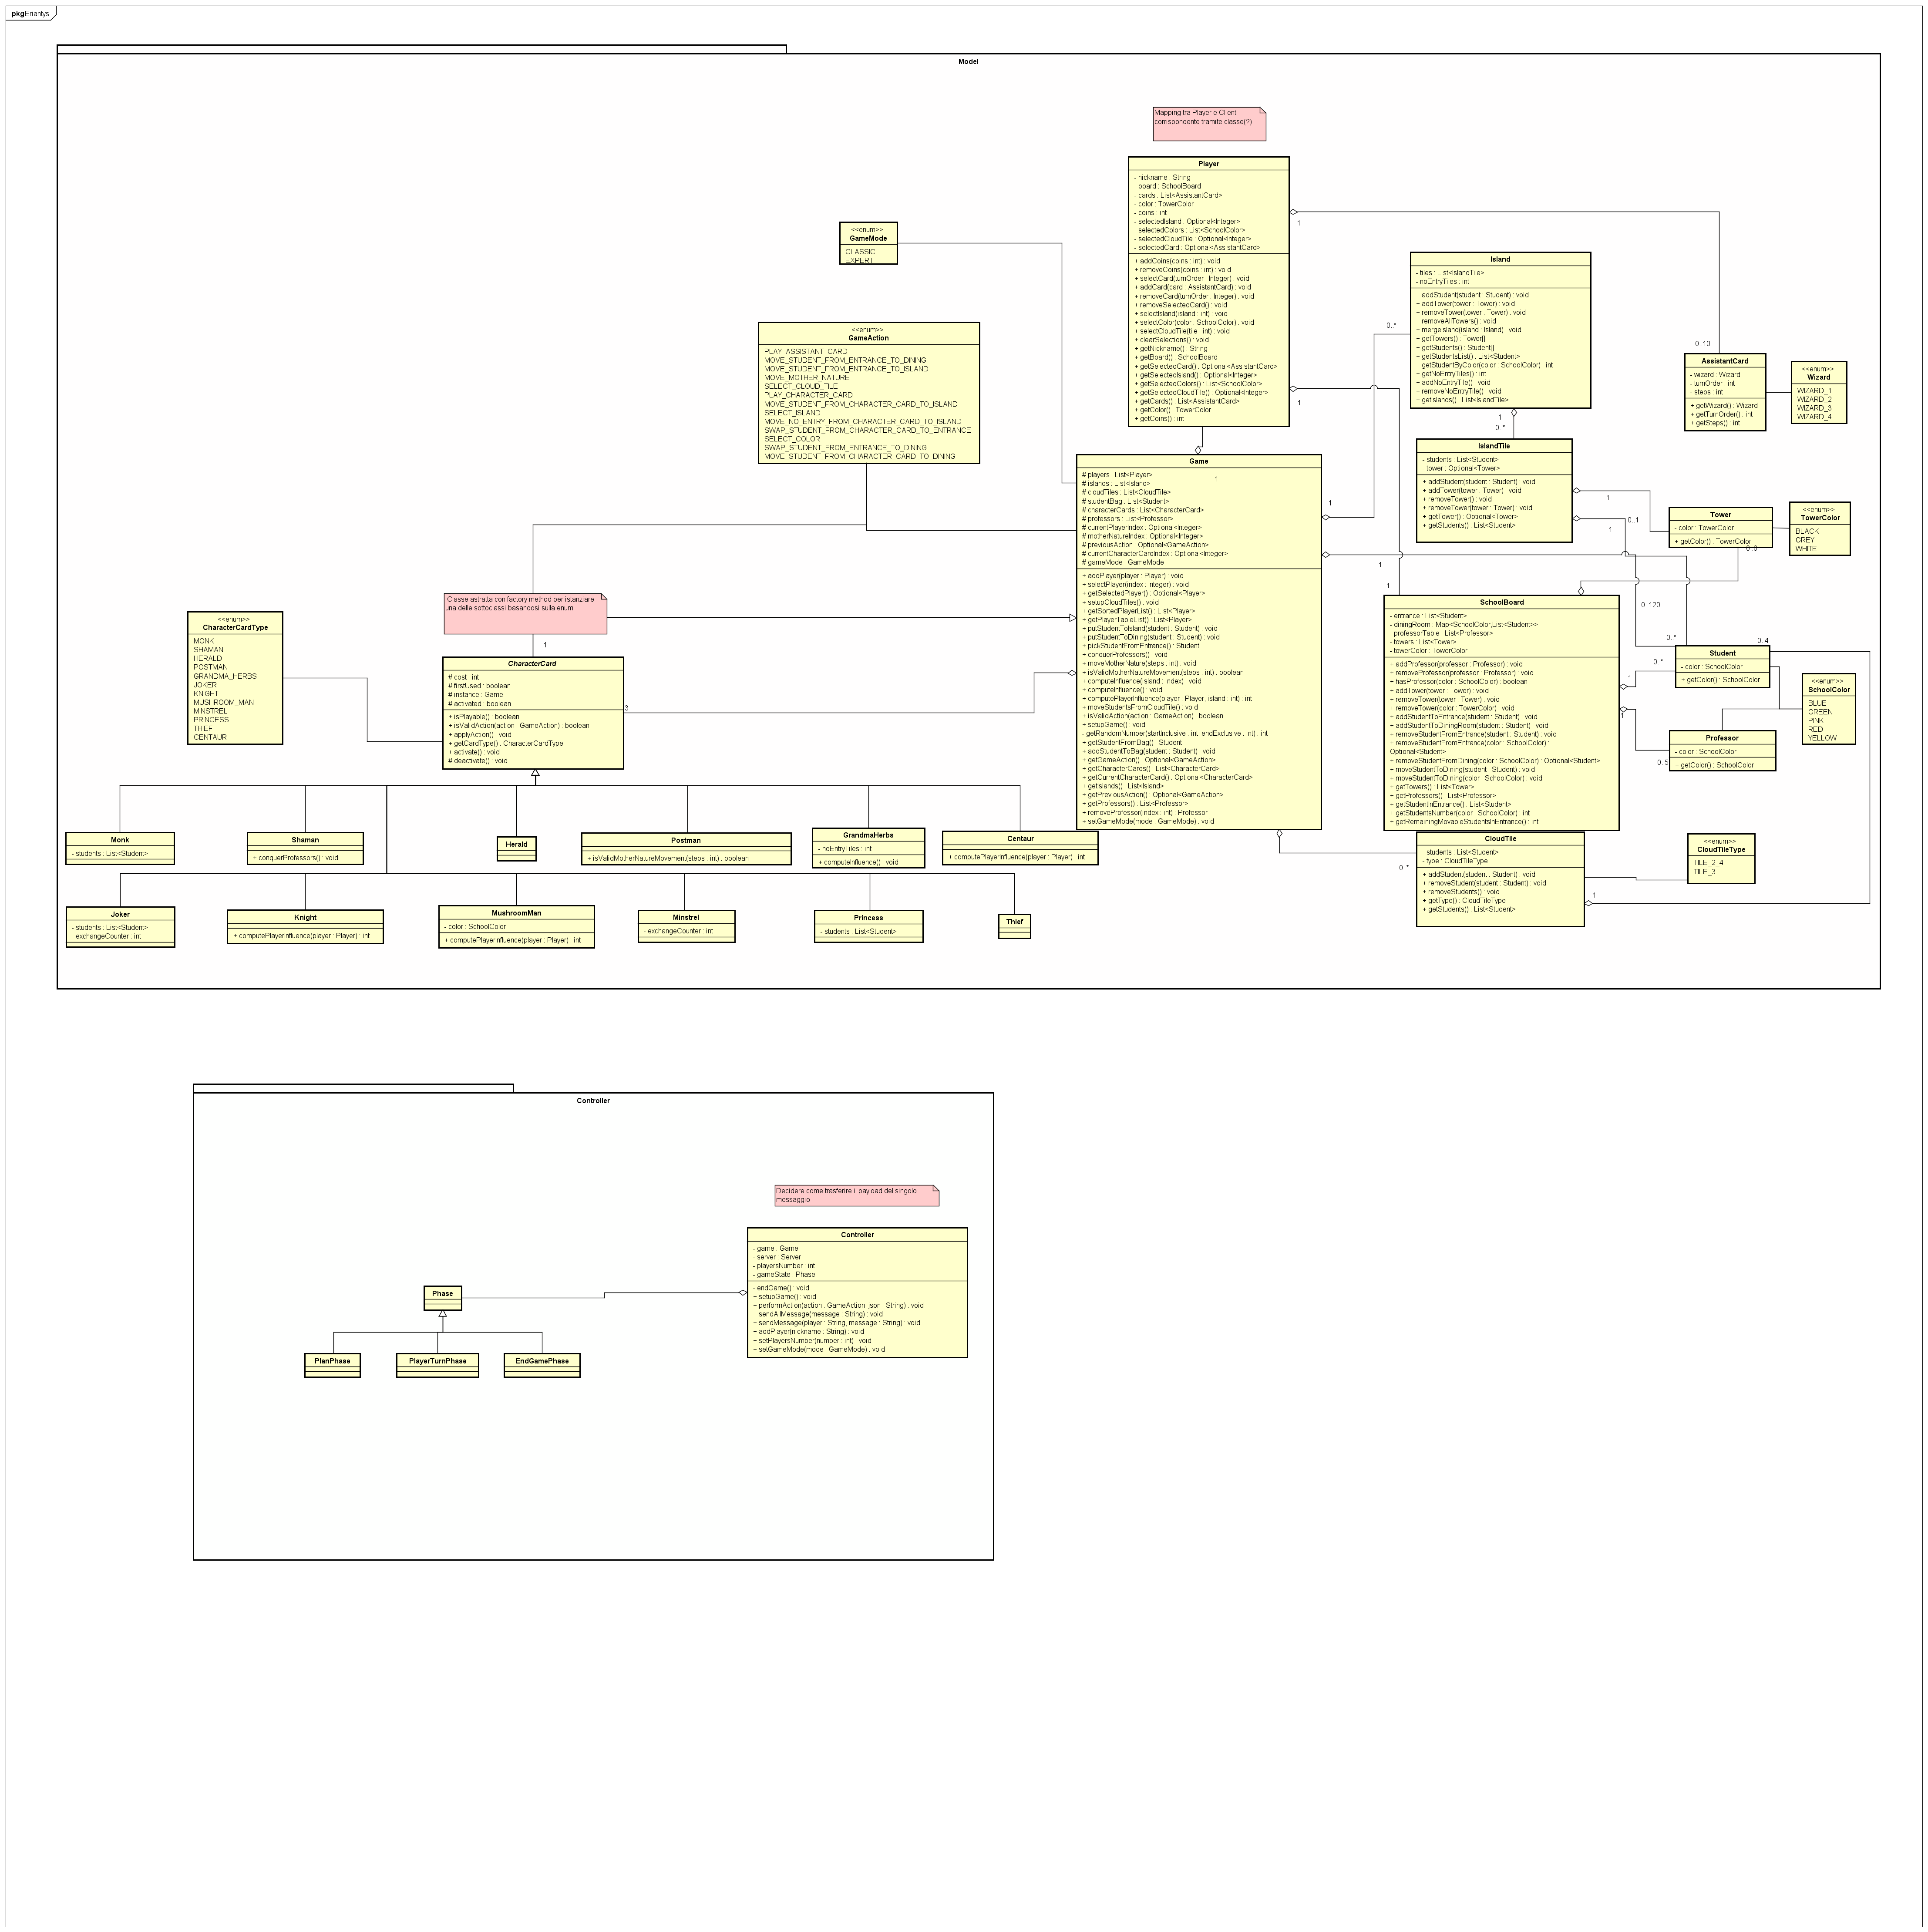 pkg Eriantys
Model
Mapping tra Player e Client
corrispondente tramite classe(?)
Player
- nickname : String
- board : SchoolBoard
- cards : List<AssistantCard>
- color : TowerColor
- coins : int
- selectedIsland : Optional<Integer>
- selectedColors : List<SchoolColor>
- selectedCloudTile : Optional<Integer>
- selectedCard : Optional<AssistantCard>
+ addCoins(coins : int) : void
+ removeCoins(coins : int) : void
+ selectCard(turnOrder : Integer) : void
+ addCard(card : AssistantCard) : void
+ removeCard(turnOrder : Integer) : void
+ removeSelectedCard() : void
+ selectIsland(island : int) : void
+ selectColor(color : SchoolColor) : void
+ selectCloudTile(tile : int) : void
+ clearSelections() : void
+ getNickname() : String
+ getBoard() : SchoolBoard
+ getSelectedCard() : Optional<AssistantCard>
+ getSelectedIsland() : Optional<Integer>
+ getSelectedColors() : List<SchoolColor>
+ getSelectedCloudTile() : Optional<Integer>
+ getCards() : List<AssistantCard>
+ getColor() : TowerColor
+ getCoins() : int
1
1
<<enum>>
GameMode
CLASSIC
EXPERT
<<enum>>
GameAction
PLAY_ASSISTANT_CARD
MOVE_STUDENT_FROM_ENTRANCE_TO_DINING
MOVE_STUDENT_FROM_ENTRANCE_TO_ISLAND
MOVE_MOTHER_NATURE
SELECT_CLOUD_TILE
PLAY_CHARACTER_CARD
MOVE_STUDENT_FROM_CHARACTER_CARD_TO_ISLAND
SELECT_ISLAND
MOVE_NO_ENTRY_FROM_CHARACTER_CARD_TO_ISLAND
SWAP_STUDENT_FROM_CHARACTER_CARD_TO_ENTRANCE
SELECT_COLOR
SWAP_STUDENT_FROM_ENTRANCE_TO_DINING
MOVE_STUDENT_FROM_CHARACTER_CARD_TO_DINING
Island
- tiles : List<IslandTile>
- noEntryTiles : int
+ addStudent(student : Student) : void
+ addTower(tower : Tower) : void
+ removeTower(tower : Tower) : void
+ removeAllTowers() : void
+ mergeIsland(island : Island) : void
+ getTowers() : Tower[]
+ getStudents() : Student[]
+ getStudentsList() : List<Student>
+ getStudentByColor(color : SchoolColor) : int
+ getNoEntryTiles() : int
+ addNoEntryTile() : void
+ removeNoEntryTile() : void
+ getIslands() : List<IslandTile>
0..*
1
0..*
0..10
AssistantCard
- wizard : Wizard
- turnOrder : int
- steps : int
+ getWizard() : Wizard
+ getTurnOrder() : int
+ getSteps() : int
<<enum>>
Wizard
WIZARD_1
WIZARD_2
WIZARD_3
WIZARD_4
IslandTile
- students : List<Student>
- tower : Optional<Tower>
+ addStudent(student : Student) : void
+ addTower(tower : Tower) : void
+ removeTower() : void
+ removeTower(tower : Tower) : void
+ getTower() : Optional<Tower>
+ getStudents() : List<Student>
1
1
0..1
Tower
- color : TowerColor
+ getColor() : TowerColor
0..8
<<enum>>
TowerColor
BLACK
GREY
WHITE
Game
1
# players : List<Player>
# islands : List<Island>
# cloudTiles : List<CloudTile>
# studentBag : List<Student>
# characterCards : List<CharacterCard>
# professors : List<Professor>
# currentPlayerIndex : Optional<Integer>
# motherNatureIndex : Optional<Integer>
# previousAction : Optional<GameAction>
# currentCharacterCardIndex : Optional<Integer>
# gameMode : GameMode
+ addPlayer(player : Player) : void
+ selectPlayer(index : Integer) : void
+ getSelectedPlayer() : Optional<Player>
+ setupCloudTiles() : void
+ getSortedPlayerList() : List<Player>
+ getPlayerTableList() : List<Player>
+ putStudentToIsland(student : Student) : void
+ putStudentToDining(student : Student) : void
+ pickStudentFromEntrance() : Student
+ conquerProfessors() : void
+ moveMotherNature(steps : int) : void
+ isValidMotherNatureMovement(steps : int) : boolean
+ computeInfluence(island : index) : void
+ computeInfluence() : void
+ computePlayerInfluence(player : Player, island : int) : int
+ moveStudentsFromCloudTile() : void
+ isValidAction(action : GameAction) : boolean
+ setupGame() : void
- getRandomNumber(startInclusive : int, endExclusive : int) : int
+ getStudentFromBag() : Student
+ addStudentToBag(student : Student) : void
+ getGameAction() : Optional<GameAction>
+ getCharacterCards() : List<CharacterCard>
+ getCurrentCharacterCard() : Optional<CharacterCard>
+ getIslands() : List<Island>
+ getPreviousAction() : Optional<GameAction>
+ getProfessors() : List<Professor>
+ removeProfessor(index : int) : Professor
+ setGameMode(mode : GameMode) : void
1
1
1
Classe astratta con factory method per istanziare
una delle sottoclassi basandosi sulla enum
1
<<enum>>
CharacterCardType
MONK
SHAMAN
HERALD
POSTMAN
GRANDMA_HERBS
JOKER
KNIGHT
MUSHROOM_MAN
MINSTREL
PRINCESS
THIEF
CENTAUR
CharacterCard
# cost : int
# firstUsed : boolean
# instance : Game
# activated : boolean
+ isPlayable() : boolean
+ isValidAction(action : GameAction) : boolean
+ applyAction() : void
+ getCardType() : CharacterCardType
+ activate() : void
# deactivate() : void
3
SchoolBoard
- entrance : List<Student>
- diningRoom : Map<SchoolColor,List<Student>>
- professorTable : List<Professor>
- towers : List<Tower>
- towerColor : TowerColor
+ addProfessor(professor : Professor) : void
+ removeProfessor(professor : Professor) : void
+ hasProfessor(color : SchoolColor) : boolean
+ addTower(tower : Tower) : void
+ removeTower(tower : Tower) : void
+ removeTower(color : TowerColor) : void
+ addStudentToEntrance(student : Student) : void
+ addStudentToDiningRoom(student : Student) : void
+ removeStudentFromEntrance(student : Student) : void
+ removeStudentFromEntrance(color : SchoolColor) :
Optional<Student>
+ removeStudentFromDining(color : SchoolColor) : Optional<Student>
+ moveStudentToDining(student : Student) : void
+ moveStudentToDining(color : SchoolColor) : void
+ getTowers() : List<Tower>
+ getProfessors() : List<Professor>
+ getStudentInEntrance() : List<Student>
+ getStudentsNumber(color : SchoolColor) : int
+ getRemainingMovableStudentsInEntrance() : int
0..120
0..*
0..4
0..*
1
1
0..5
Student
- color : SchoolColor
+ getColor() : SchoolColor
<<enum>>
SchoolColor
BLUE
GREEN
PINK
RED
YELLOW
Professor
- color : SchoolColor
+ getColor() : SchoolColor
Monk
- students : List<Student>
Shaman
+ conquerProfessors() : void
Herald
Postman
+ isValidMotherNatureMovement(steps : int) : boolean
GrandmaHerbs
- noEntryTiles : int
+ computeInfluence() : void
Centaur
+ computePlayerInfluence(player : Player) : int
CloudTile
- students : List<Student>
- type : CloudTileType
+ addStudent(student : Student) : void
+ removeStudent(student : Student) : void
+ removeStudents() : void
+ getType() : CloudTileType
+ getStudents() : List<Student>
0..*
1
<<enum>>
CloudTileType
TILE_2_4
TILE_3
Joker
- students : List<Student>
- exchangeCounter : int
Knight
+ computePlayerInfluence(player : Player) : int
MushroomMan
- color : SchoolColor
+ computePlayerInfluence(player : Player) : int
Minstrel
- exchangeCounter : int
Princess
- students : List<Student>
Thief
Controller
Decidere come trasferire il payload del singolo
messaggio
Controller
- game : Game
- server : Server
- playersNumber : int
- gameState : Phase
- endGame() : void
+ setupGame() : void
+ performAction(action : GameAction, json : String) : void
+ sendAllMessage(message : String) : void
+ sendMessage(player : String, message : String) : void
+ addPlayer(nickname : String) : void
+ setPlayersNumber(number : int) : void
+ setGameMode(mode : GameMode) : void
Phase
PlanPhase
PlayerTurnPhase
EndGamePhase